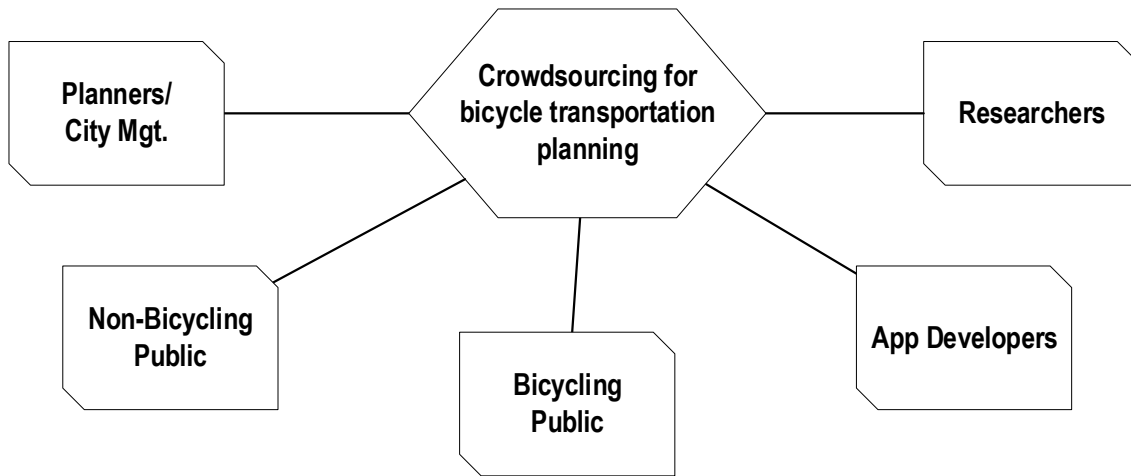 Planners/
City Mgt.
Crowdsourcing for
bicycle transportation
planning
Researchers
Non-Bicycling
Public
Bicycling
Public
App Developers